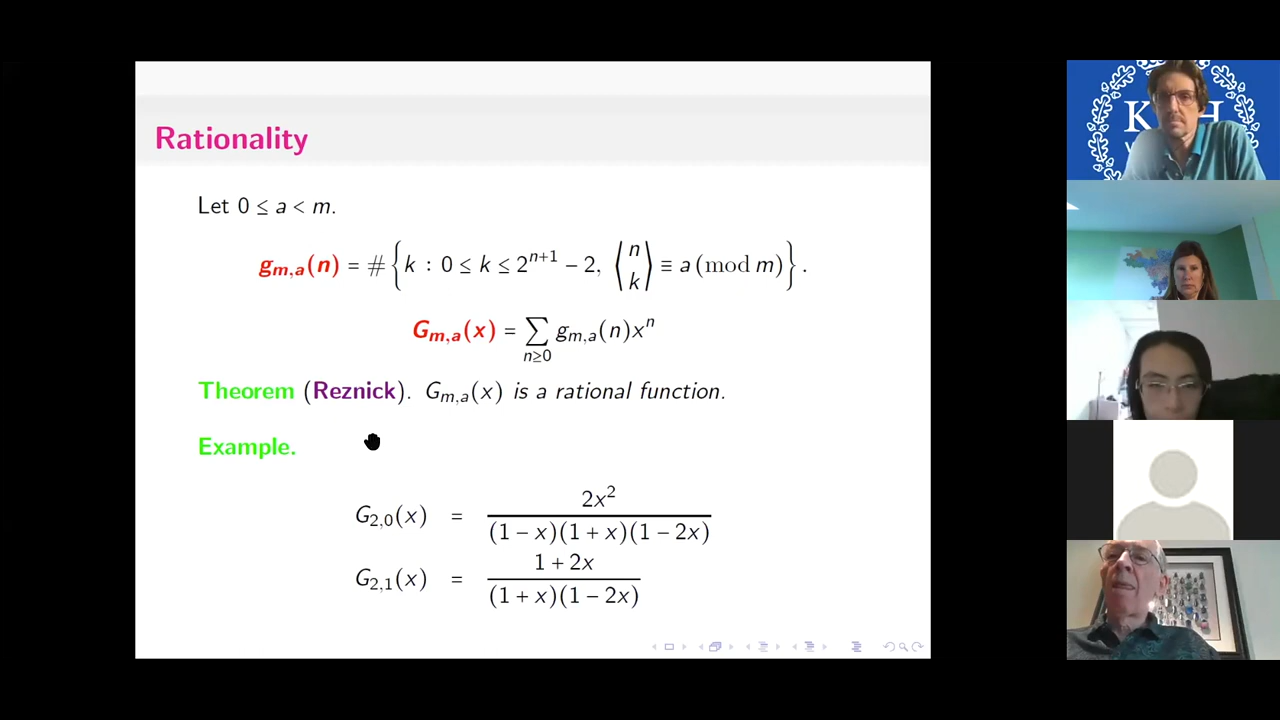 Rationality
Let 0 ≤ a < m.
g_{m,a}(n) = # { k : 0 ≤ k ≤ 2^{n+1} − 2, ⟨n k⟩ ≡ a (mod m) } .
G_{m,a}(x) = ∑_{n≥0} g_{m,a}(n)x^n
Theorem (Reznick). G_{m,a}(x) is a rational function.
Example.
G_{2,0}(x) = 2x^2 / (1 − x)(1 + x)(1 − 2x)
G_{2,1}(x) = 1 + 2x / (1 + x)(1 − 2x)